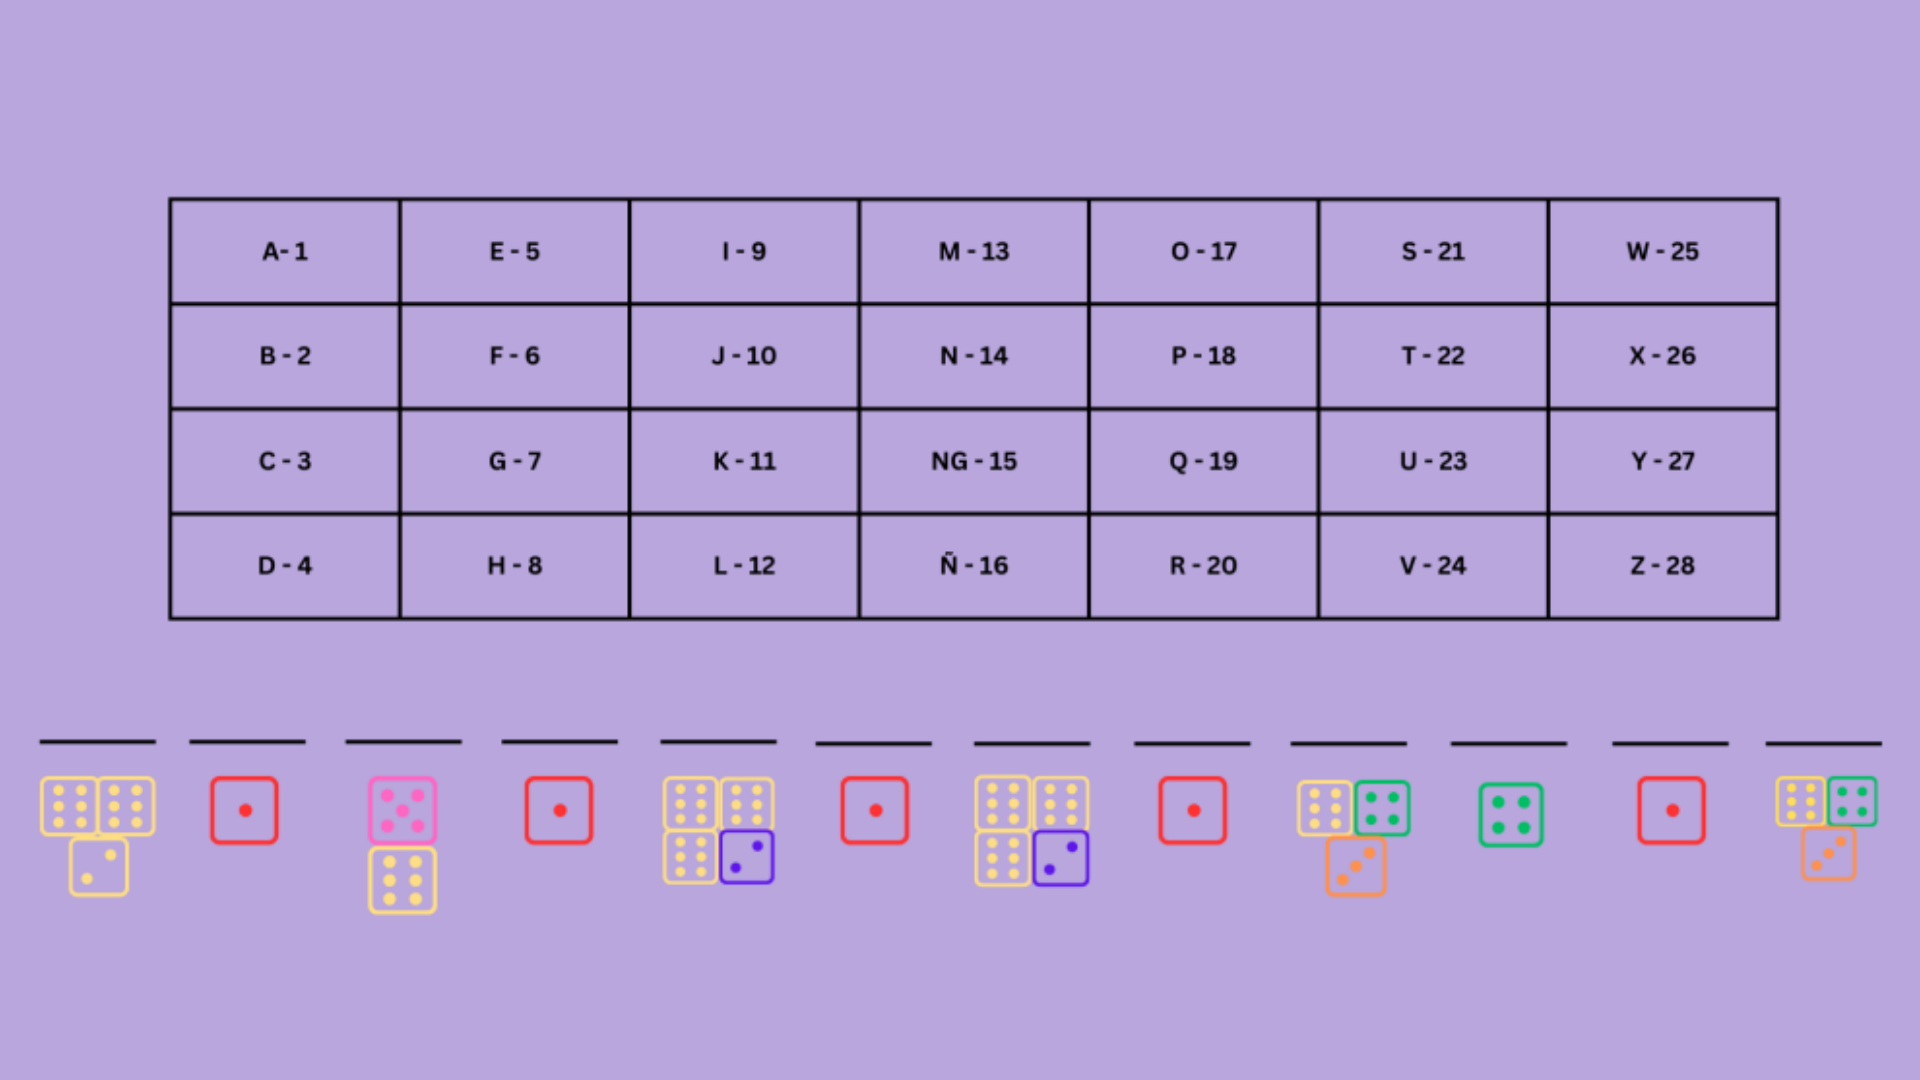 A- 1 E - 5 I - 9 M - 13 O - 17 S - 21 W - 25
B - 2 F - 6 J - 10 N - 14 P - 18 T - 22 X - 26
C - 3 G - 7 K - 11 NG - 15 Q - 19 U - 23 Y - 27
D - 4 H - 8 L - 12 Ñ - 16 R - 20 V - 24 Z - 28